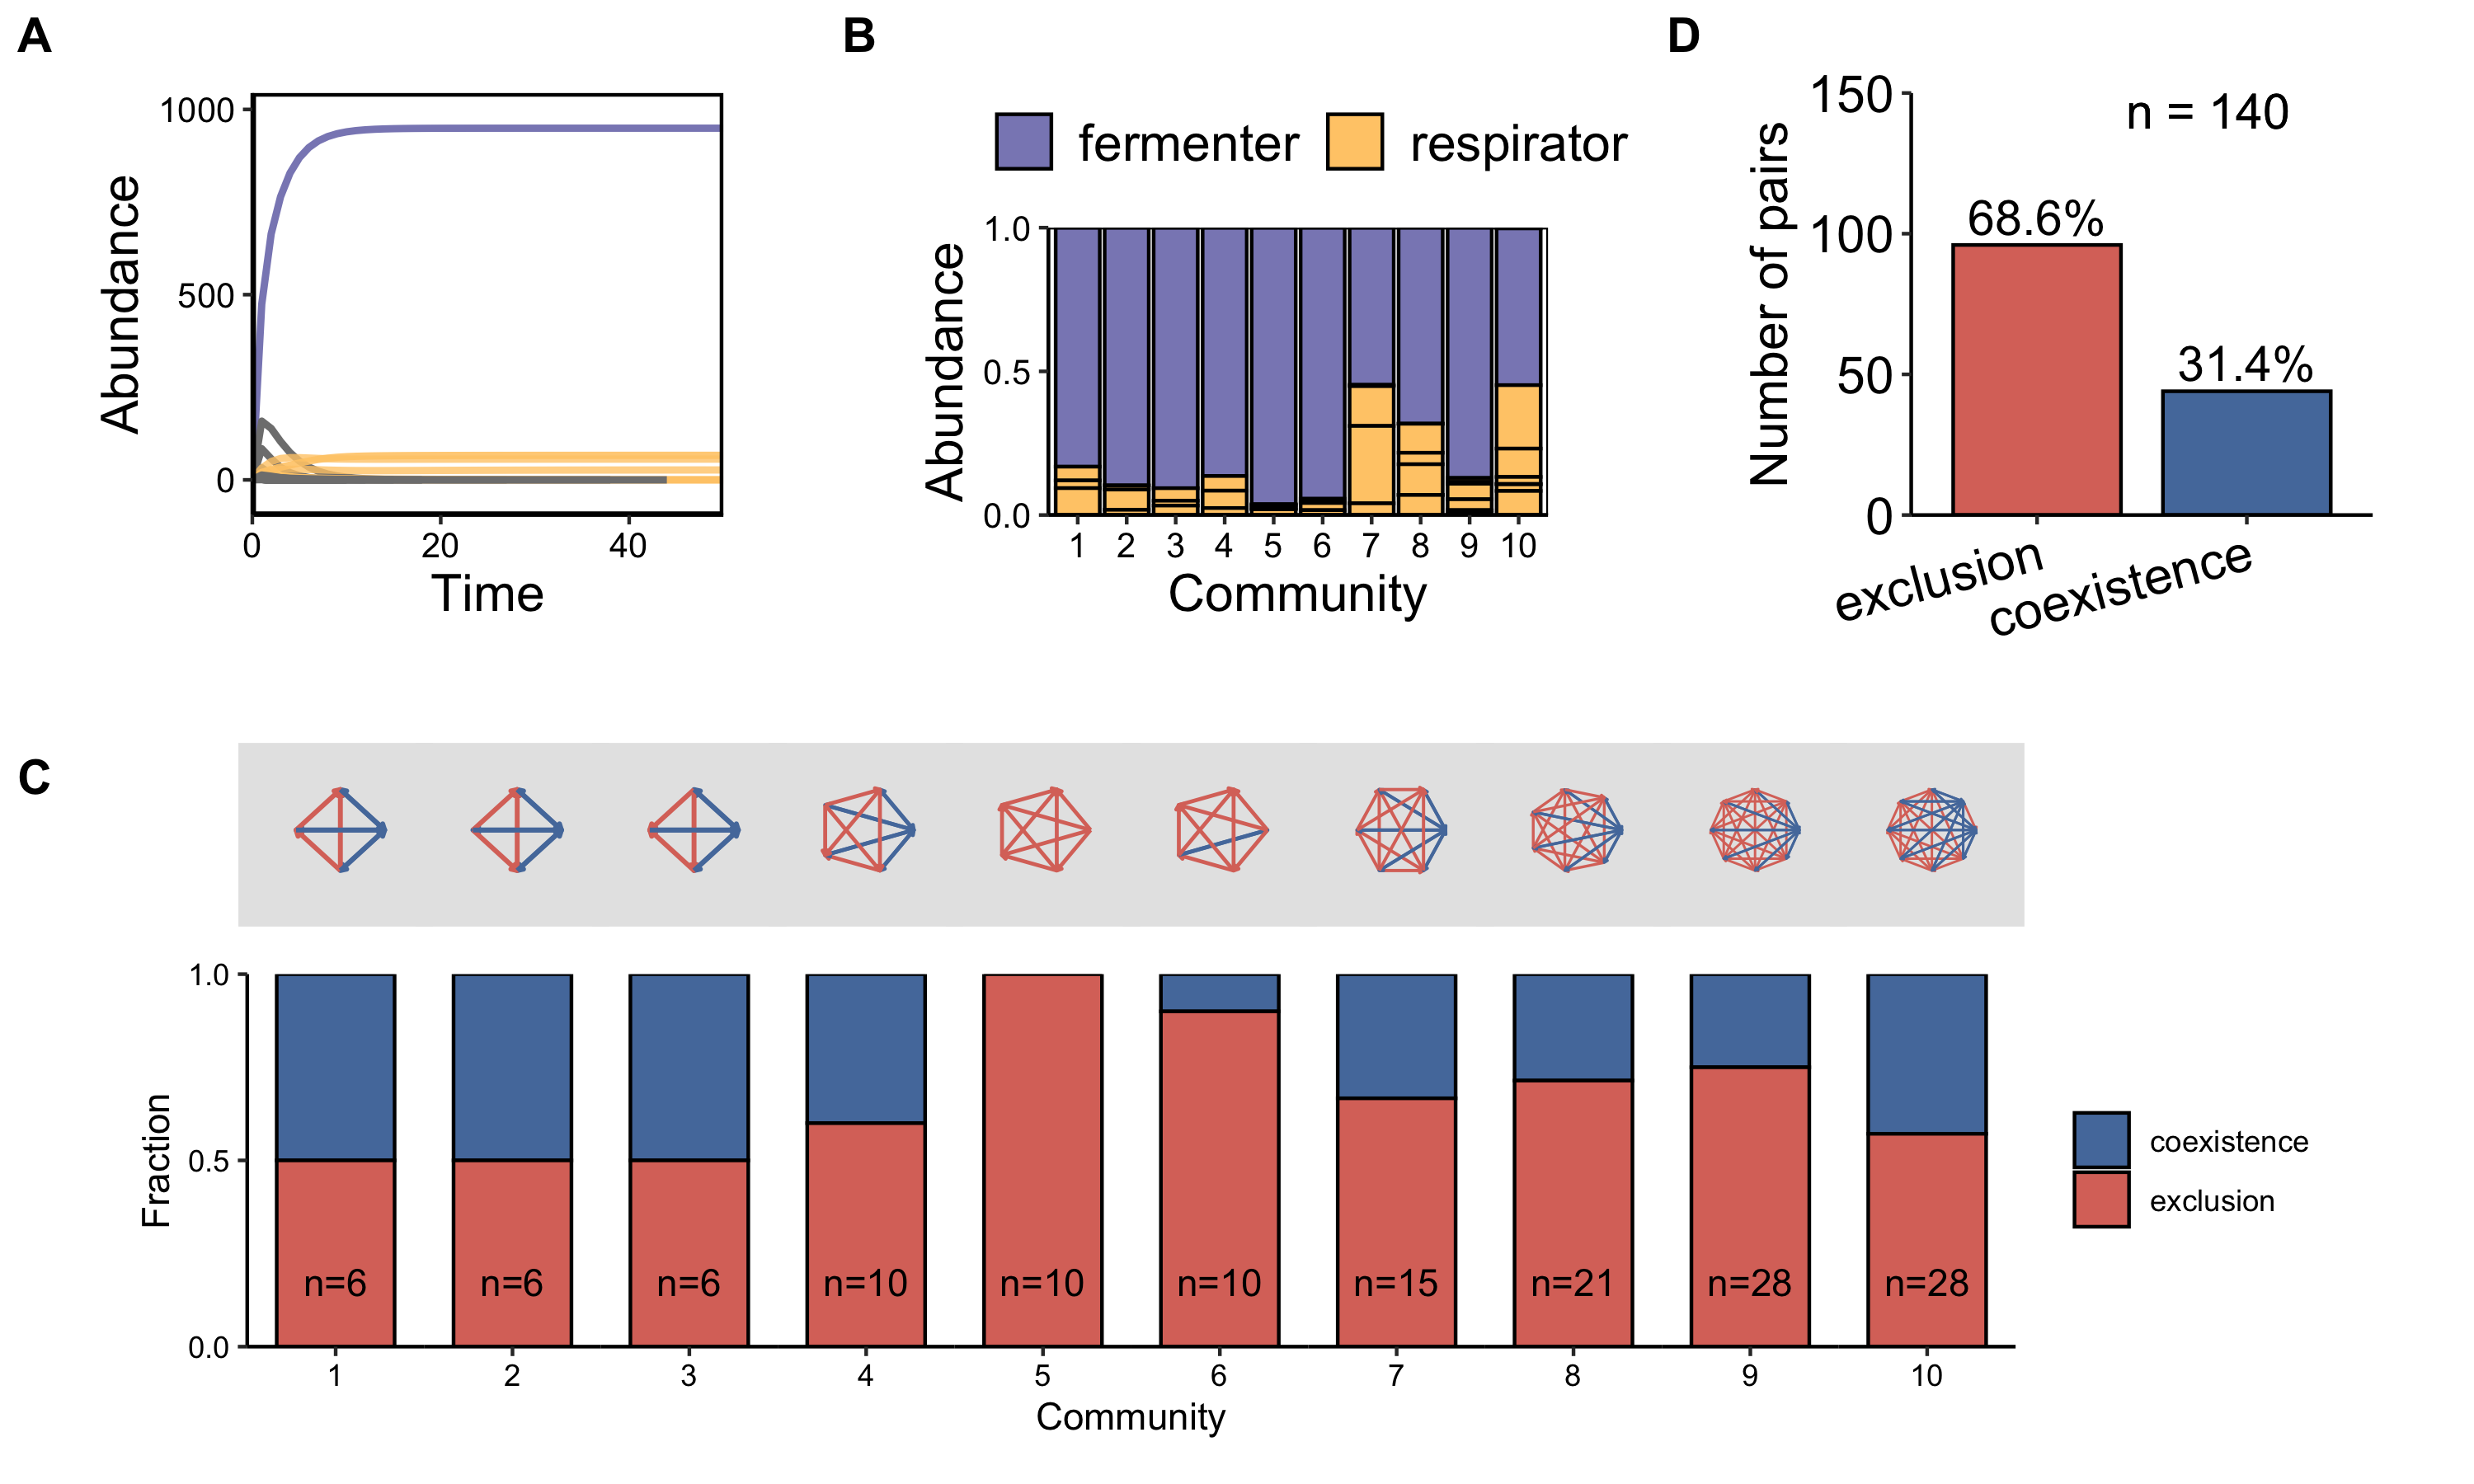 A
1000
500
0
Abundance
0 20 40
Time
B
fermenter respirator
1.0
0.5
0.0
Abundance
1 2 3 4 5 6 7 8 9 10
Community
D
n = 140
150
100
50
0
Number of pairs
68.6%
31.4%
exclusion
coexistence
C
1.0
0.5
0.0
Fraction
n=6 n=6 n=6 n=10 n=10 n=10 n=15 n=21 n=28 n=28
1 2 3 4 5 6 7 8 9 10
Community
coexistence
exclusion